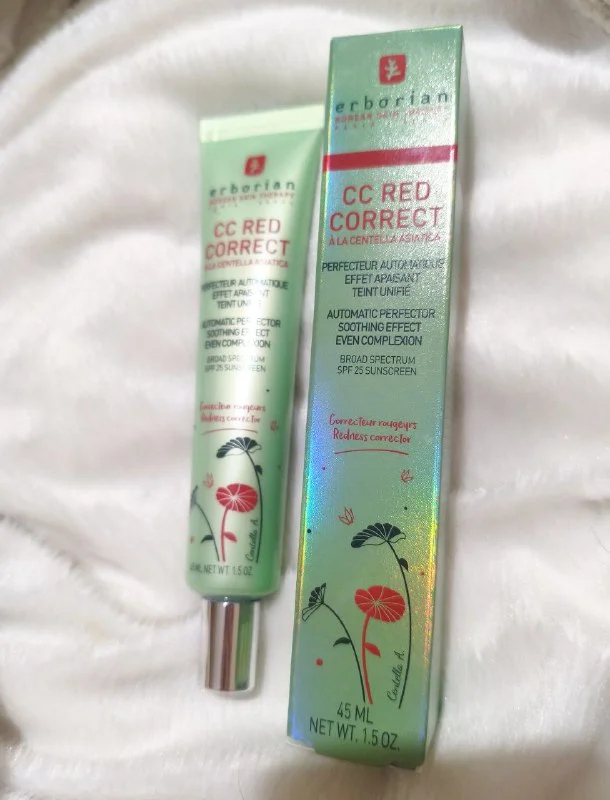 erborian
CC RED
CORRECT
À LA CENTELLA ASIATICA
PERFECTEUR AUTOMATIQUE
EFFET APAISANT
TEINT UNIFIÉ
AUTOMATIC PERFECTOR
SOOTHING EFFECT
EVEN COMPLEXION
BROAD SPECTRUM
SPF 25 SUNSCREEN
Correcteur rougeurs
Redness corrector
Centella A.
45 ML NET WT. 1.5 OZ.
erborian
CC RED
CORRECT
À LA CENTELLA ASIATICA
PERFECTEUR AUTOMATIQUE
EFFET APAISANT
TEINT UNIFIÉ
AUTOMATIC PERFECTOR
SOOTHING EFFECT
EVEN COMPLEXION
BROAD SPECTRUM
SPF 25 SUNSCREEN
Correcteur rougeurs
Redness corrector
Centella A.
45 ML
NET WT. 1.5 OZ.